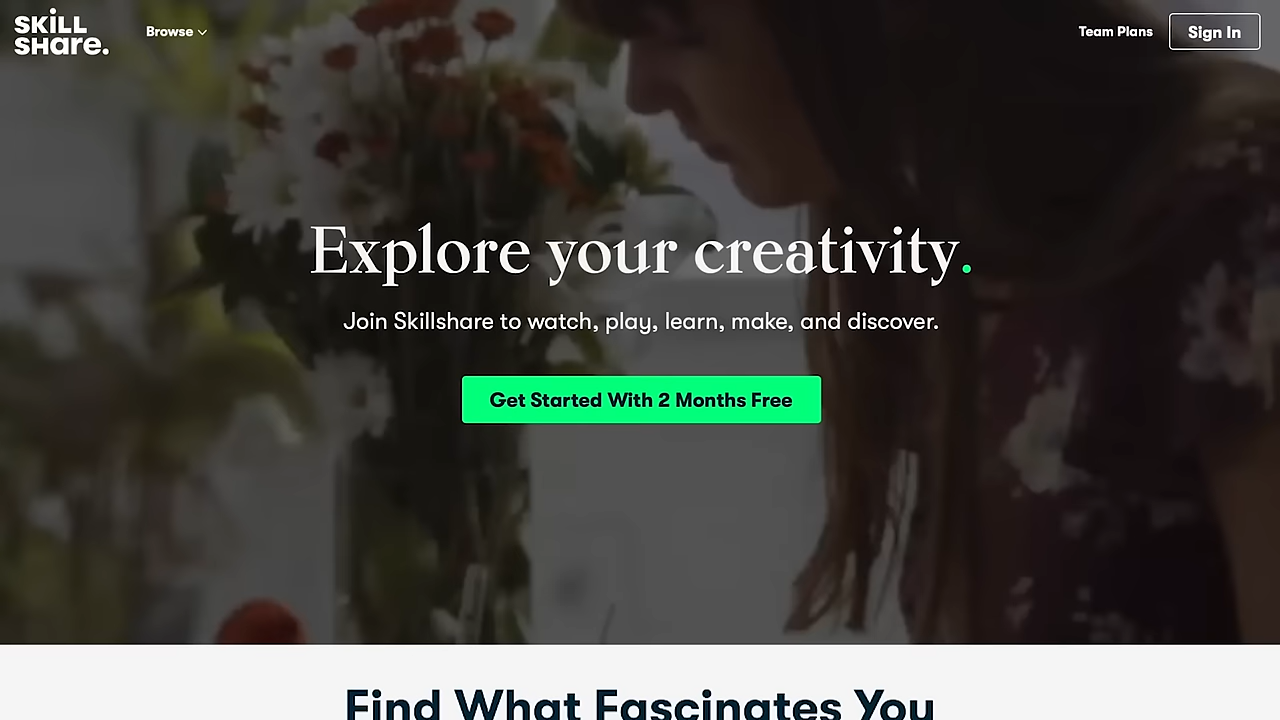 SKiLL
SHare.
Browse
Team Plans
Sign In
Explore your creativity.
Join Skillshare to watch, play, learn, make, and discover.
Get Started With 2 Months Free
Find What Fascinates You